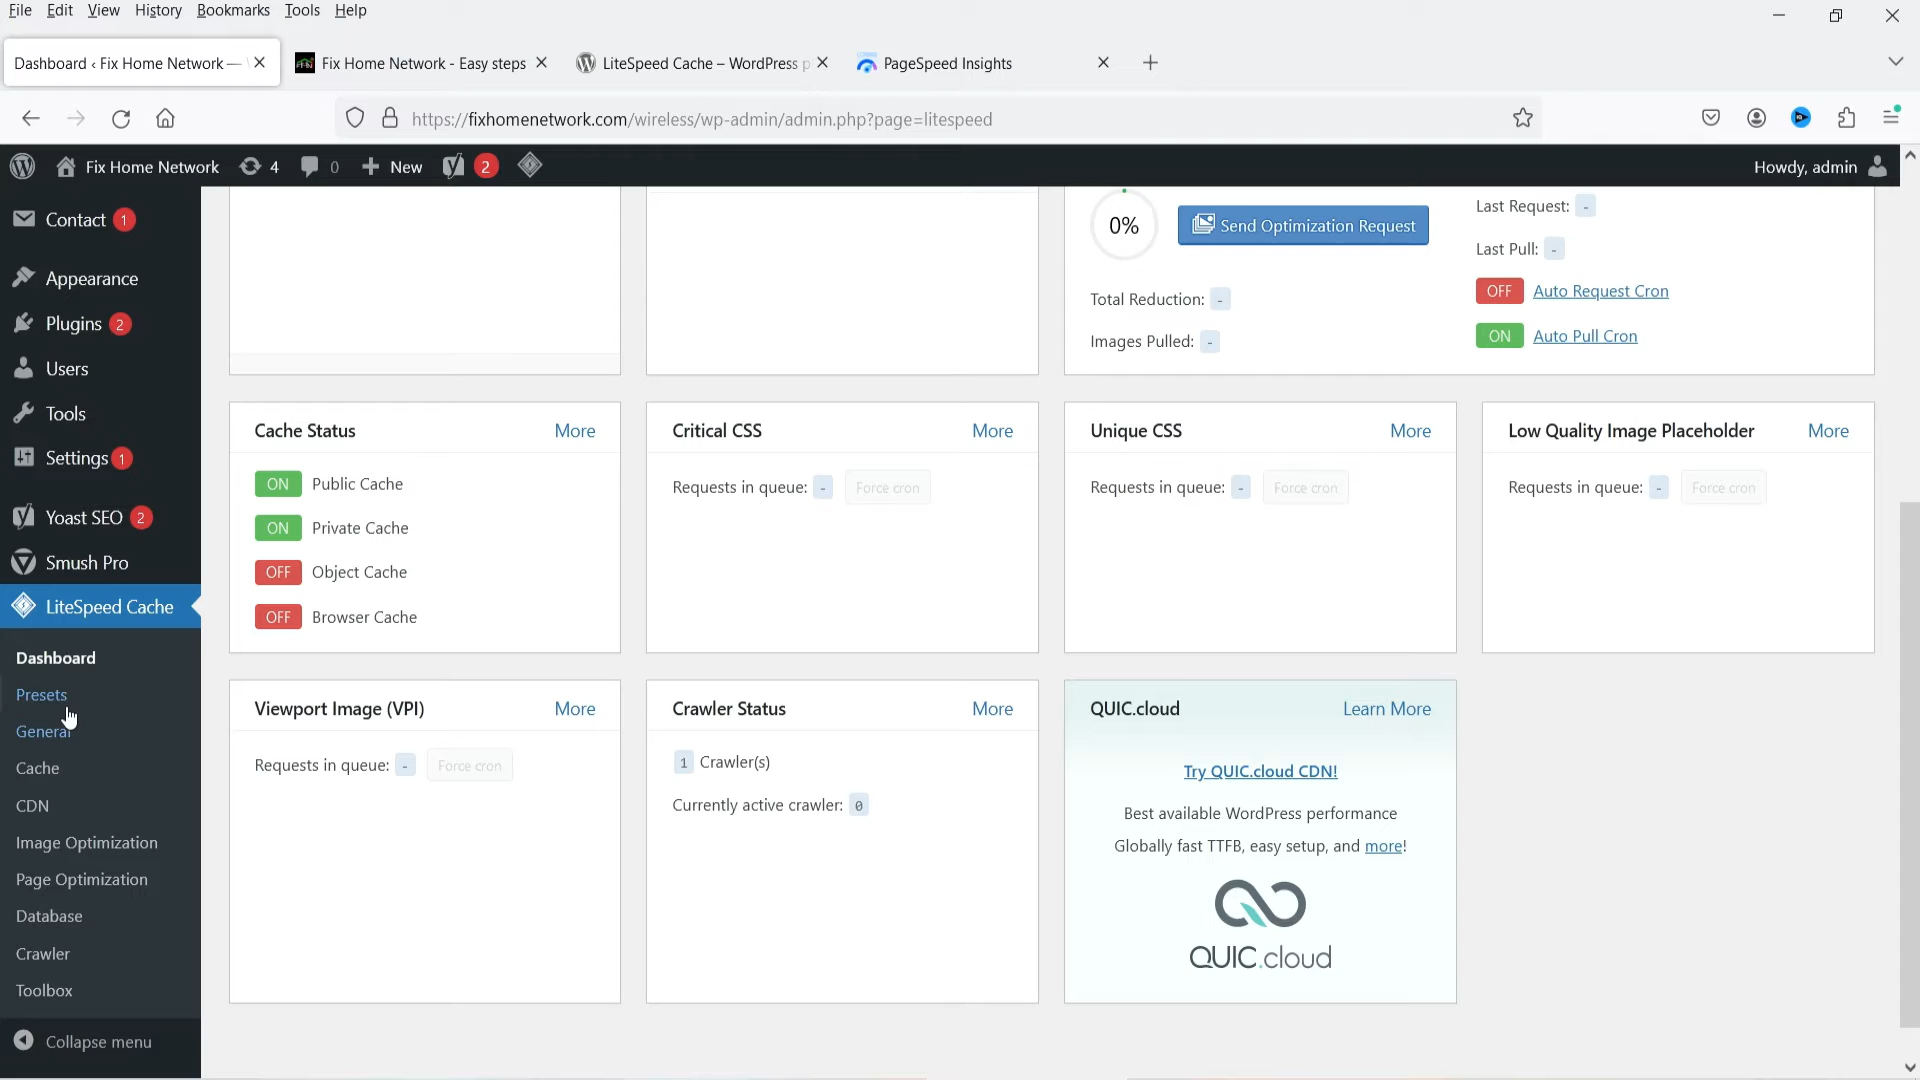 File Edit View History Bookmarks Tools Help
Dashboard ‹ Fix Home Network — Fix Home Network - Easy steps LiteSpeed Cache – WordPress p PageSpeed Insights
https://fixhomenetwork.com/wireless/wp-admin/admin.php?page=litespeed
Fix Home Network 4 0 + New 2 Howdy, admin
Contact 1
Appearance
Plugins 2
Users
Tools
Settings 1
Yoast SEO 2
Smush Pro
LiteSpeed Cache
Dashboard
Presets
General
Cache
CDN
Image Optimization
Page Optimization
Database
Crawler
Toolbox
Collapse menu
0% Send Optimization Request
Total Reduction: -
Images Pulled: -
Last Request: -
Last Pull: -
OFF Auto Request Cron
ON Auto Pull Cron
Cache Status More
ON Public Cache
ON Private Cache
OFF Object Cache
OFF Browser Cache
Critical CSS More
Requests in queue: - Force cron
Unique CSS More
Requests in queue: - Force cron
Low Quality Image Placeholder More
Requests in queue: - Force cron
Viewport Image (VPI) More
Requests in queue: - Force cron
Crawler Status More
1 Crawler(s)
Currently active crawler: 0
QUIC.cloud Learn More
Try QUIC.cloud CDN!
Best available WordPress performance
Globally fast TTFB, easy setup, and more!
QUIC.cloud